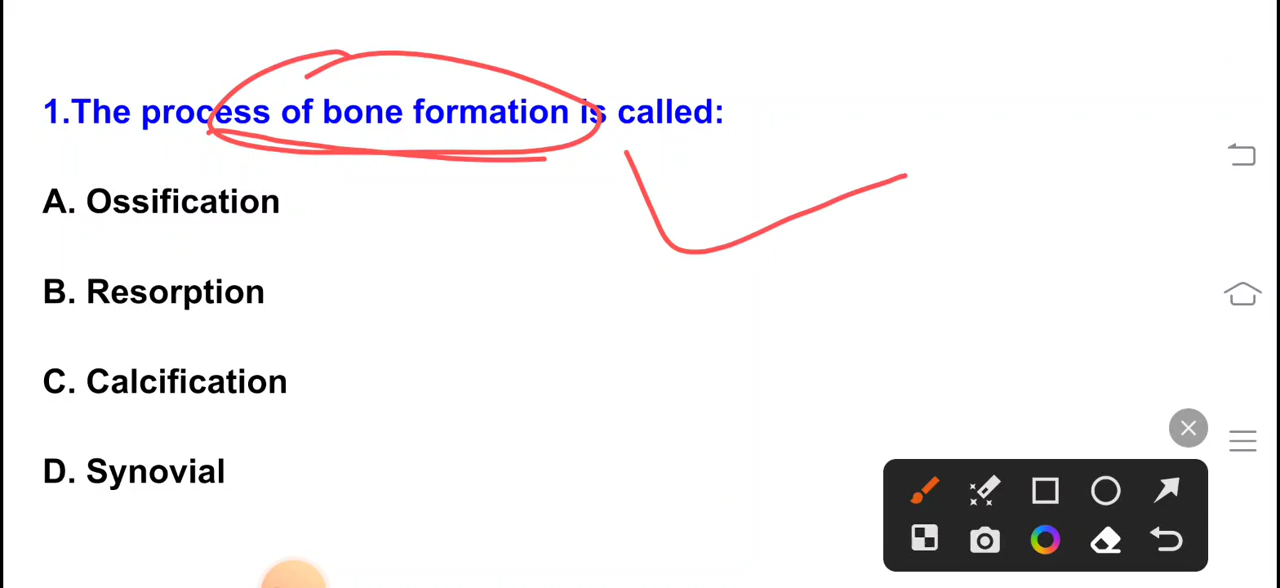 1.The process of bone formation is called:
A. Ossification
B. Resorption
C. Calcification
D. Synovial